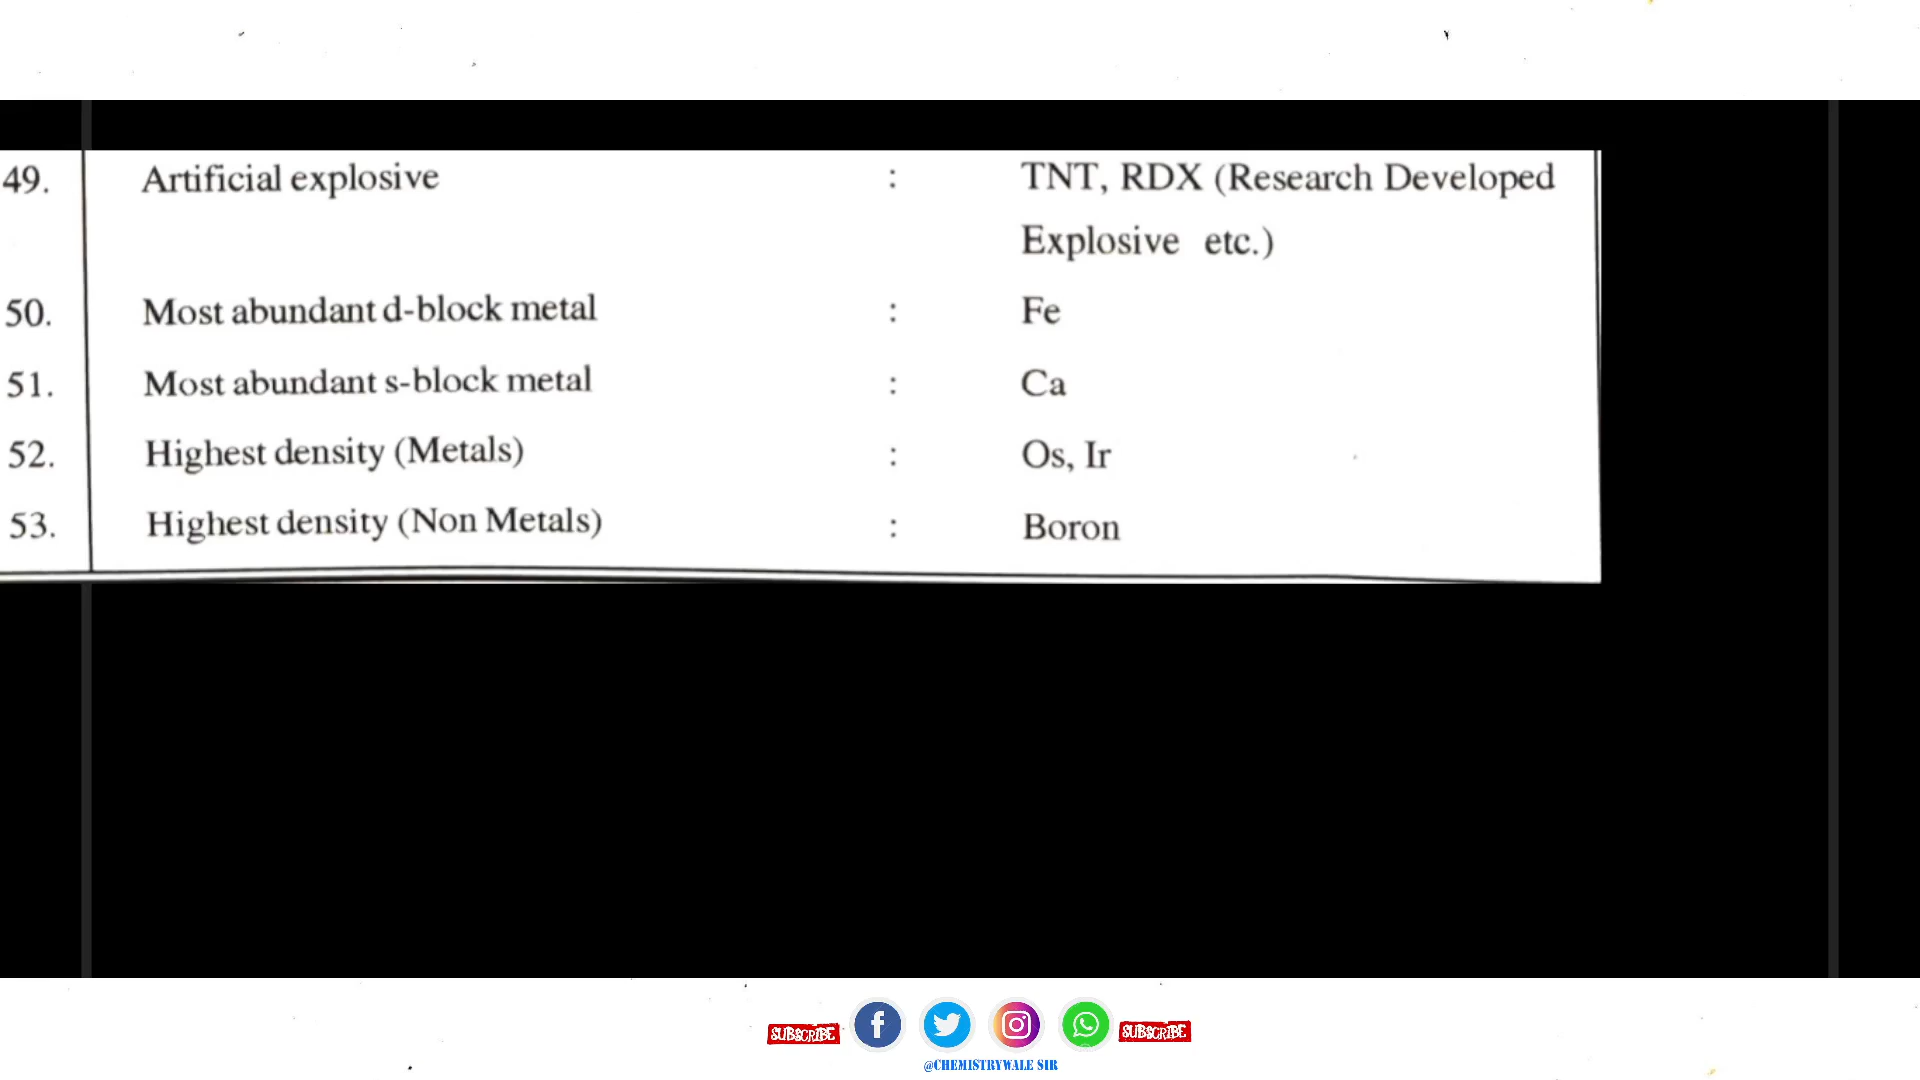 49. Artificial explosive : TNT, RDX (Research Developed
Explosive etc.)
50. Most abundant d-block metal : Fe
51. Most abundant s-block metal : Ca
52. Highest density (Metals) : Os, Ir
53. Highest density (Non Metals) : Boron
SUBSCRIBE SUBSCRIBE
@CHEMISTRYWALE SIR